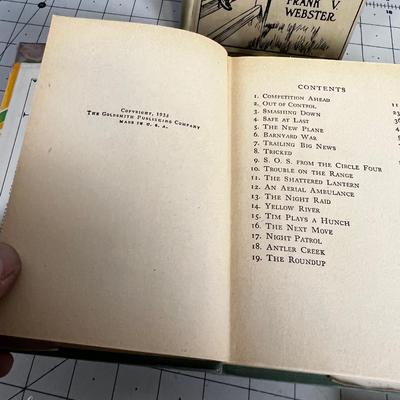 FRANK V.
WEBSTER
COPYRIGHT, 1934
THE GOLDSMITH PUBLISHING COMPANY
MADE IN U. S. A.
CONTENTS
1. COMPETITION AHEAD 11
2. OUT OF CONTROL
3. SMASHING DOWN
4. SAFE AT LAST
5. THE NEW PLANE
6. BARNYARD WAR
7. TRAILING BIG NEWS
8. TRICKED
9. S. O. S. FROM THE CIRCLE FOUR
10. TROUBLE ON THE RANGE
11. THE SHATTERED LANTERN
12. AN AERIAL AMBULANCE
13. THE NIGHT RAID
14. YELLOW RIVER
15. TIM PLAYS A HUNCH
16. THE NEXT MOVE
17. NIGHT PATROL
18. ANTLER CREEK
19. THE ROUNDUP